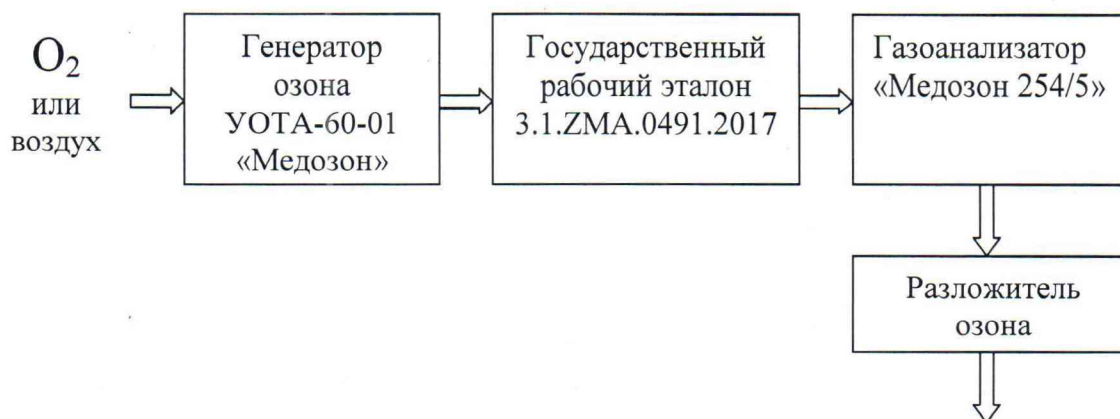 O₂
или
воздух
Генератор
озона
УОТА-60-01
«Медозон»
Государственный
рабочий эталон
3.1.ZМА.0491.2017
Газоанализатор
«Медозон 254/5»
Разложитель
озона